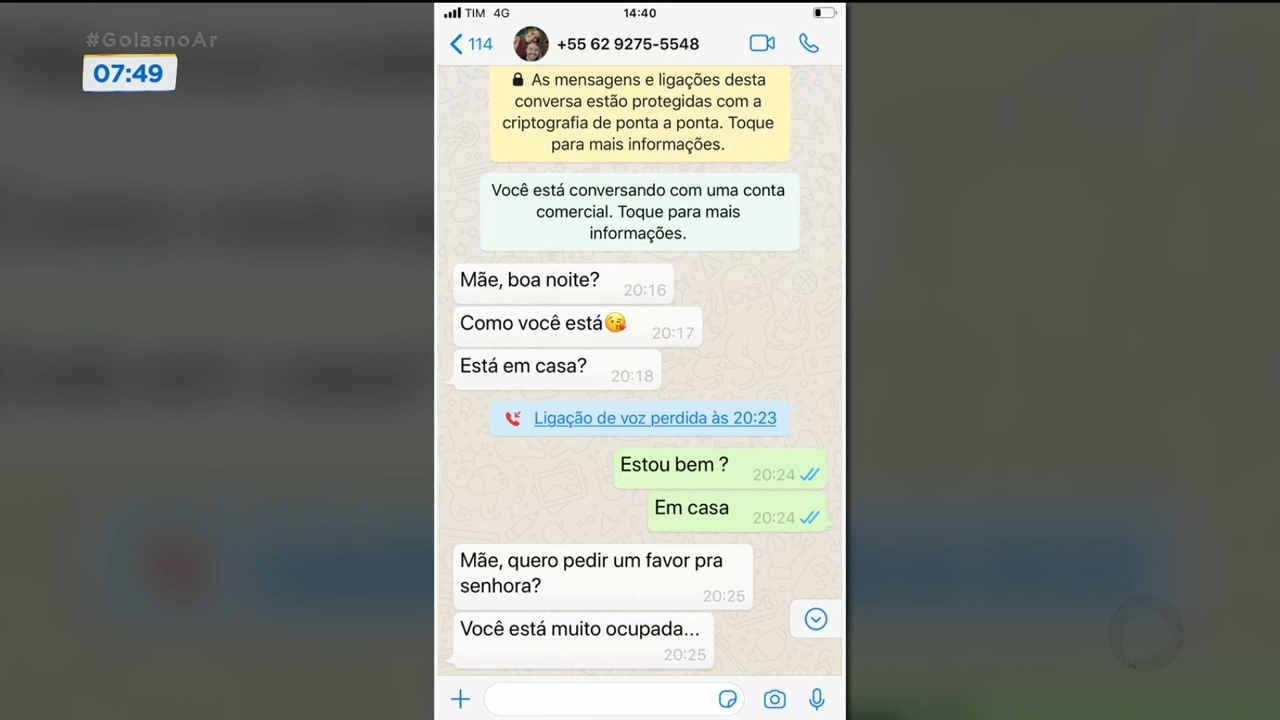 #GoiasnoAr
07:49
TIM 4G
14:40
114
+55 62 9275-5548
As mensagens e ligações desta
conversa estão protegidas com a
criptografia de ponta a ponta. Toque
para mais informações.
Você está conversando com uma conta
comercial. Toque para mais
informações.
Mãe, boa noite?
20:16
Como você está😘
20:17
Está em casa?
20:18
Ligação de voz perdida às 20:23
Estou bem ?
20:24
Em casa
20:24
Mãe, quero pedir um favor pra
senhora?
20:25
Você está muito ocupada...
20:25